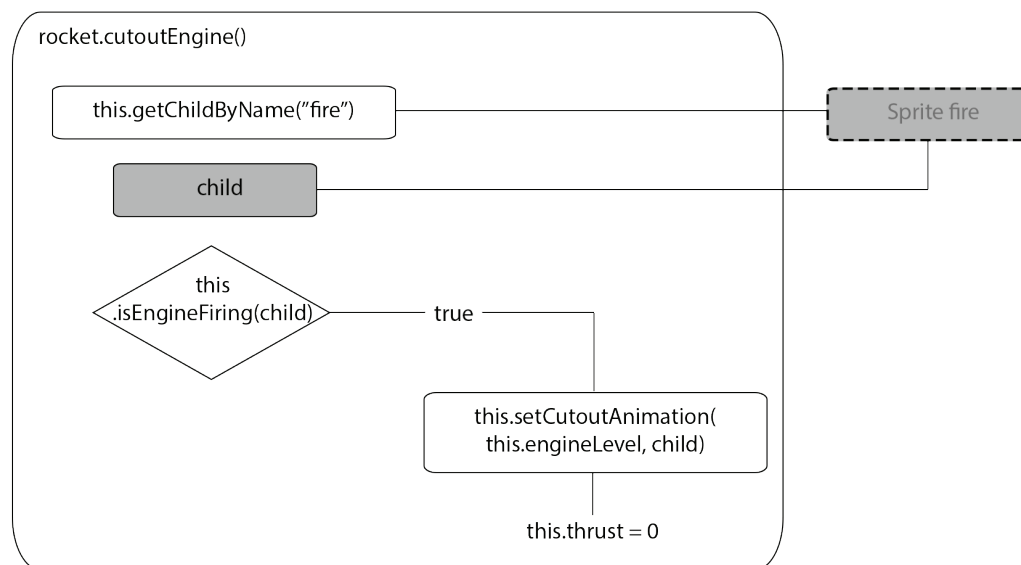 rocket.cutoutEngine()
this.getChildByName(”fire”)
Sprite fire
child
this
.isEngineFiring(child)
true
this.setCutoutAnimation(
this.engineLevel, child)
this.thrust = 0